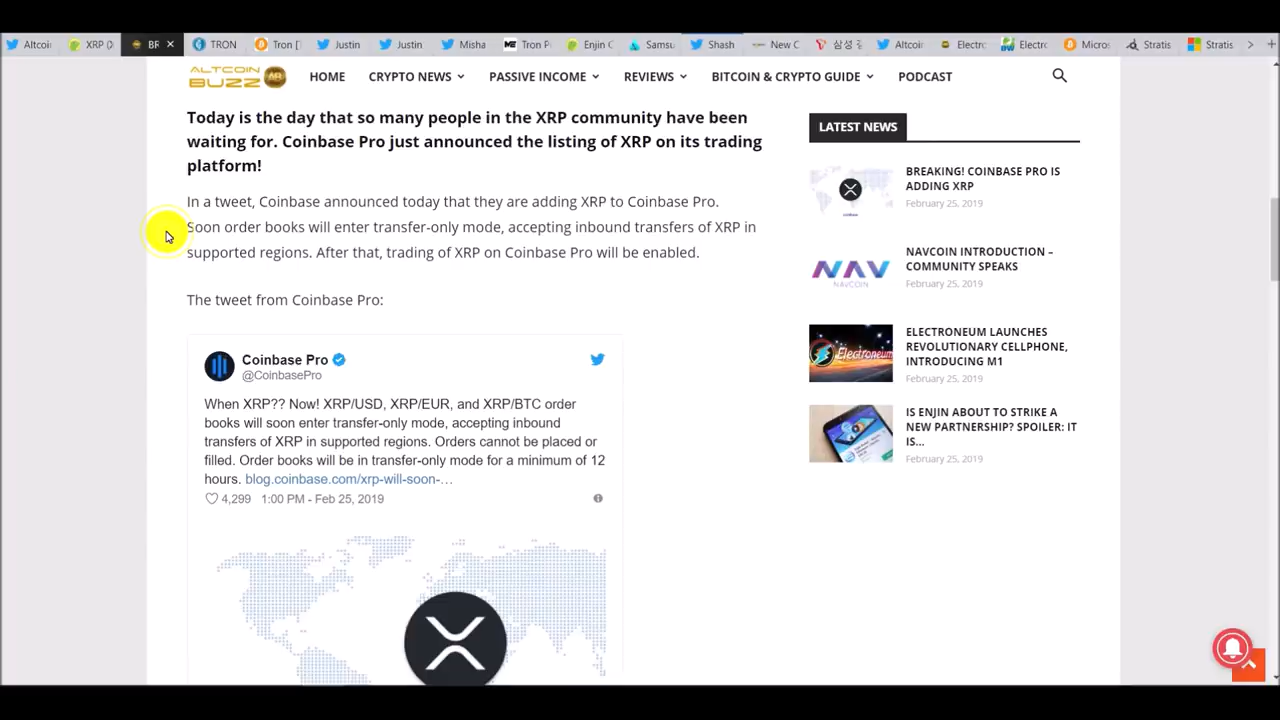 Altcoi
XRP (X
BR
TRON
Tron [
Justin
Justin
Misha
Tron P
Enjin C
Samsu
Shash
New C
삼성 정
Altcoi
Electr
Electro
Micros
Stratis
Stratis
ALTCOIN
BUZZ
HOME
CRYPTO NEWS
PASSIVE INCOME
REVIEWS
BITCOIN & CRYPTO GUIDE
PODCAST
Today is the day that so many people in the XRP community have been
waiting for. Coinbase Pro just announced the listing of XRP on its trading
platform!
In a tweet, Coinbase announced today that they are adding XRP to Coinbase Pro.
Soon order books will enter transfer-only mode, accepting inbound transfers of XRP in
supported regions. After that, trading of XRP on Coinbase Pro will be enabled.
The tweet from Coinbase Pro:
Coinbase Pro
@CoinbasePro
When XRP?? Now! XRP/USD, XRP/EUR, and XRP/BTC order
books will soon enter transfer-only mode, accepting inbound
transfers of XRP in supported regions. Orders cannot be placed or
filled. Order books will be in transfer-only mode for a minimum of 12
hours. blog.coinbase.com/xrp-will-soon-…
4,299 1:00 PM - Feb 25, 2019
LATEST NEWS
BREAKING! COINBASE PRO IS
ADDING XRP
February 25, 2019
NAV
NAVCOIN
NAVCOIN INTRODUCTION –
COMMUNITY SPEAKS
February 25, 2019
Electroneum
ELECTRONEUM LAUNCHES
REVOLUTIONARY CELLPHONE,
INTRODUCING M1
February 25, 2019
IS ENJIN ABOUT TO STRIKE A
NEW PARTNERSHIP? SPOILER: IT
IS...
February 25, 2019